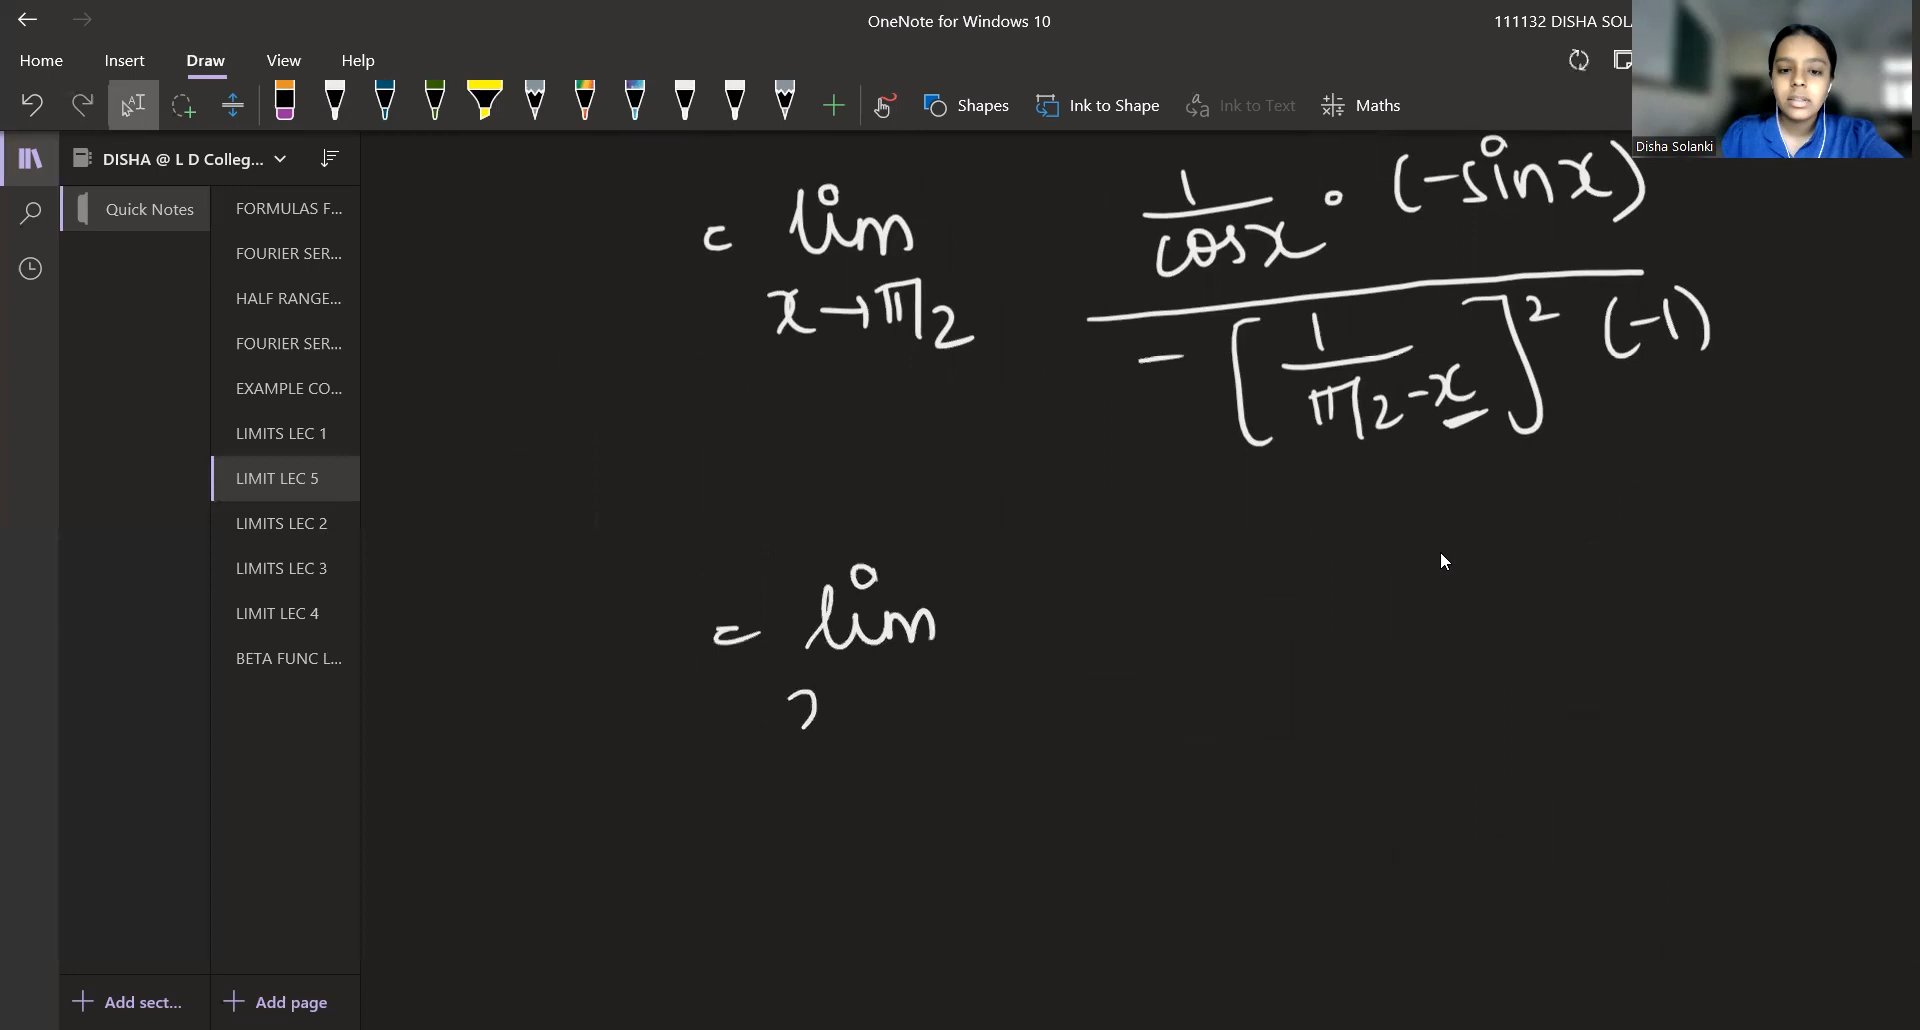 OneNote for Windows 10
111132 DISHA SOL
Home Insert Draw View Help
Shapes Ink to Shape Ink to Text Maths
Disha Solanki
DISHA @ L D Colleg...
Quick Notes
FORMULAS F...
FOURIER SER...
HALF RANGE...
FOURIER SER...
EXAMPLE CO...
LIMITS LEC 1
LIMIT LEC 5
LIMITS LEC 2
LIMITS LEC 3
LIMIT LEC 4
BETA FUNC L...
Add sect...
Add page
= lim x→π/2
1/cosx · (-sinx)
- [1/π/2-x]² (-1)
= lim